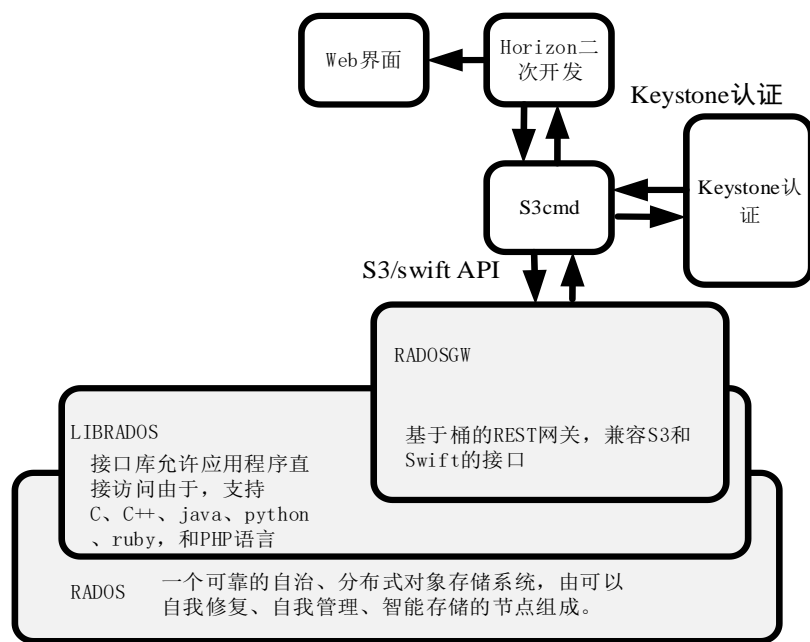 Web界面
Horizon二
次开发
Keystone认证
S3cmd
Keystone认
证
S3/swift API
RADOSGW
基于桶的REST网关，兼容S3和
Swift的接口
LIBRADOS
接口库允许应用程序直
接访问由于，支持
C、C++、java、python
、ruby，和PHP语言
RADOS
一个可靠的自治、分布式对象存储系统，由可以
自我修复、自我管理、智能存储的节点组成。